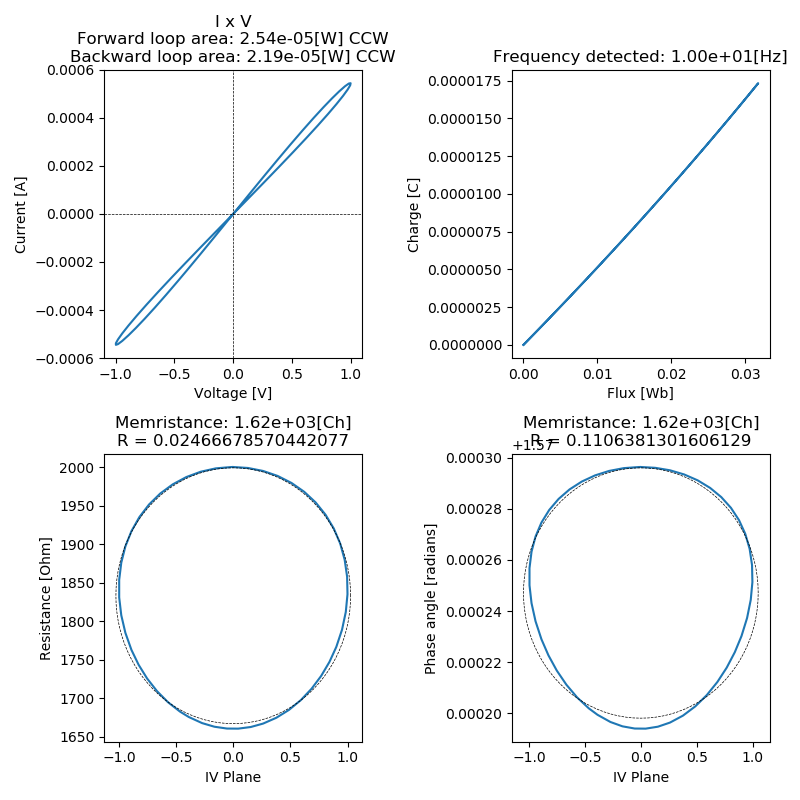 I x V
Forward loop area: 2.54e-05[W] CCW
Backward loop area: 2.19e-05[W] CCW
0.0006
0.0004
0.0002
0.0000
−0.0002
−0.0004
−0.0006
Current [A]
−1.0 −0.5 0.0 0.5 1.0
Voltage [V]
Frequency detected: 1.00e+01[Hz]
0.0000175
0.0000150
0.0000125
0.0000100
0.0000075
0.0000050
0.0000025
0.0000000
Charge [C]
0.00 0.01 0.02 0.03
Flux [Wb]
Memristance: 1.62e+03[Ch]
R = 0.02466678570442077
2000
1950
1900
1850
1800
1750
1700
1650
Resistance [Ohm]
−1.0 −0.5 0.0 0.5 1.0
IV Plane
Memristance: 1.62e+03[Ch]
R = 0.1106381301606129
+1.57
0.00030
0.00028
0.00026
0.00024
0.00022
0.00020
Phase angle [radians]
−1.0 −0.5 0.0 0.5 1.0
IV Plane